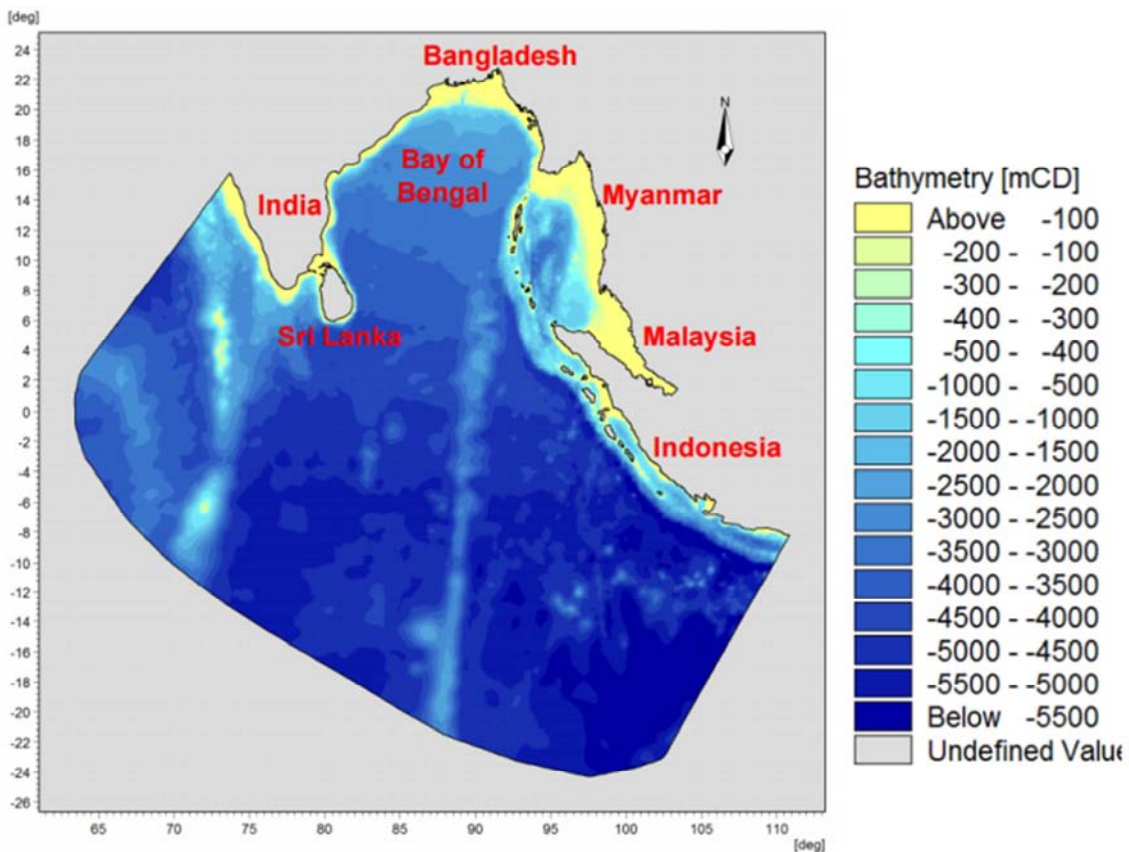 [deg]
24
22
20
18
16
14
12
10
8
6
4
2
0
-2
-4
-6
-8
-10
-12
-14
-16
-18
-20
-22
-24
-26
Bangladesh
N
Bay of
Bengal
India
Myanmar
Sri Lanka
Malaysia
Indonesia
65 70 75 80 85 90 95 100 105 110
[deg]
Bathymetry [mCD]
Above -100
-200 - -100
-300 - -200
-400 - -300
-500 - -400
-1000 - -500
-1500 - -1000
-2000 - -1500
-2500 - -2000
-3000 - -2500
-3500 - -3000
-4000 - -3500
-4500 - -4000
-5000 - -4500
-5500 - -5000
Below -5500
Undefined Value